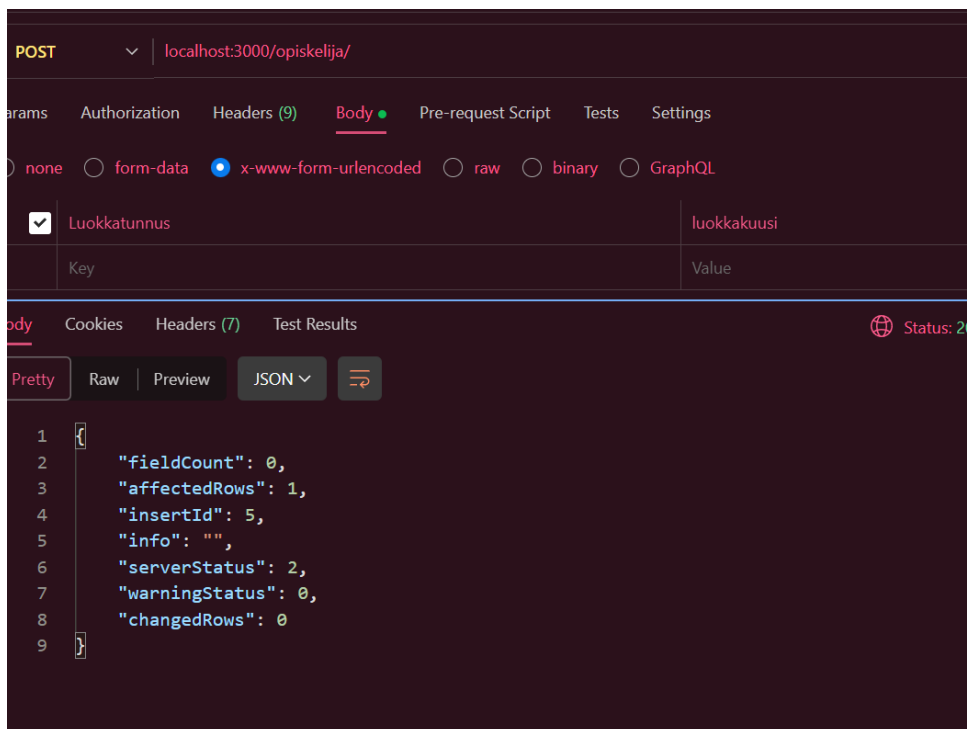 POST localhost:3000/opiskelija/
arams Authorization Headers (9) Body Pre-request Script Tests Settings
none form-data x-www-form-urlencoded raw binary GraphQL
Luokkatunnus luokkakuusi
Key Value
ody Cookies Headers (7) Test Results Status: 20
Pretty Raw Preview JSON
1 {
2 "fieldCount": 0,
3 "affectedRows": 1,
4 "insertId": 5,
5 "info": "",
6 "serverStatus": 2,
7 "warningStatus": 0,
8 "changedRows": 0
9 }